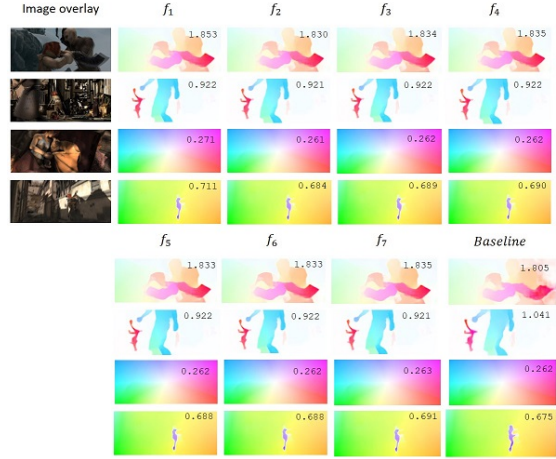 Image overlay f₁ f₂ f₃ f₄
1.853 1.830 1.834 1.835
0.922 0.921 0.922 0.922
0.271 0.261 0.262 0.262
0.711 0.684 0.689 0.690
f₅ f₆ f₇ Baseline
1.833 1.833 1.835 1.805
0.922 0.922 0.921 1.041
0.262 0.262 0.263 0.262
0.688 0.688 0.691 0.675